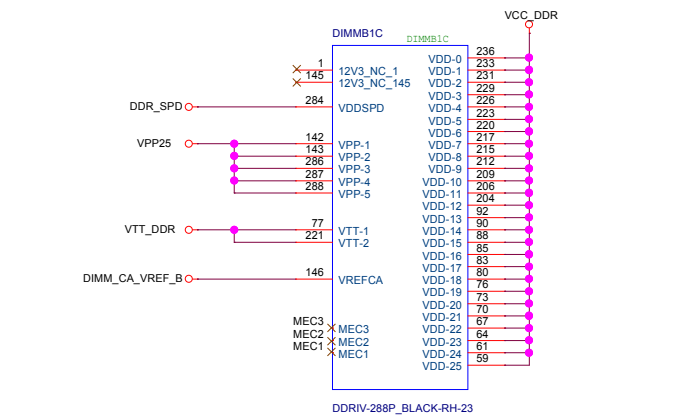 VCC_DDR
DIMMB1C
DIMMB1C
1 12V3_NC_1 VDD-0 236
145 12V3_NC_145 VDD-1 233
VDD-2 231
VDD-3 229
DDR_SPD 284 VDDSPD VDD-4 226
VDD-5 223
VDD-6 220
VPP25 142 VPP-1 VDD-7 217
143 VPP-2 VDD-8 215
286 VPP-3 VDD-9 212
287 VPP-4 VDD-10 209
288 VPP-5 VDD-11 206
VDD-12 204
VDD-13 92
VTT_DDR 77 VTT-1 VDD-14 90
221 VTT-2 VDD-15 88
VDD-16 85
VDD-17 83
DIMM_CA_VREF_B 146 VREFCA VDD-18 80
VDD-19 76
VDD-20 73
VDD-21 70
MEC3 MEC3 VDD-22 67
MEC2 MEC2 VDD-23 64
MEC1 MEC1 VDD-24 61
VDD-25 59
DDRIV-288P_BLACK-RH-23